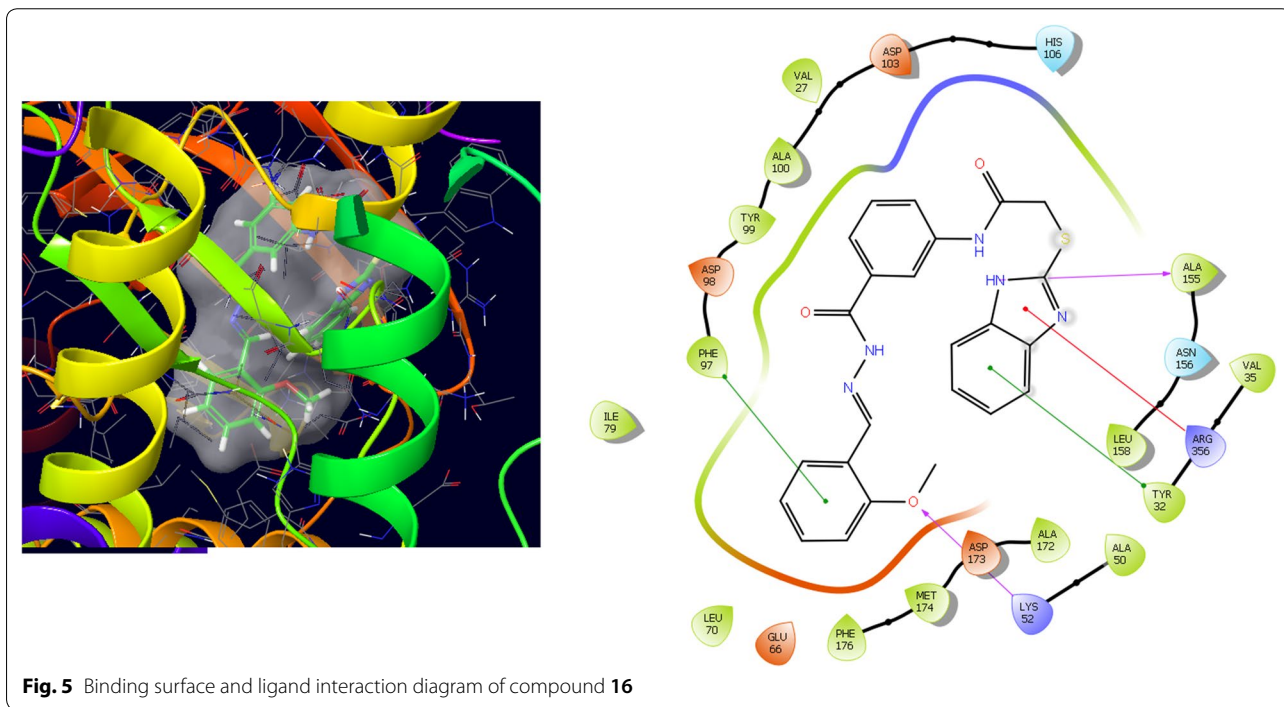 ASP
103
HIS
106
VAL
27
ALA
100
TYR
99
ASP
98
PHE
97
ILE
79
O
N
H
S
HN
N
O
NH
N
O
ALA
155
ASN
156
VAL
35
LEU
158
ARG
356
TYR
32
ASP
173
ALA
172
ALA
50
MET
174
LYS
52
LEU
70
GLU
66
PHE
176
Fig. 5 Binding surface and ligand interaction diagram of compound 16